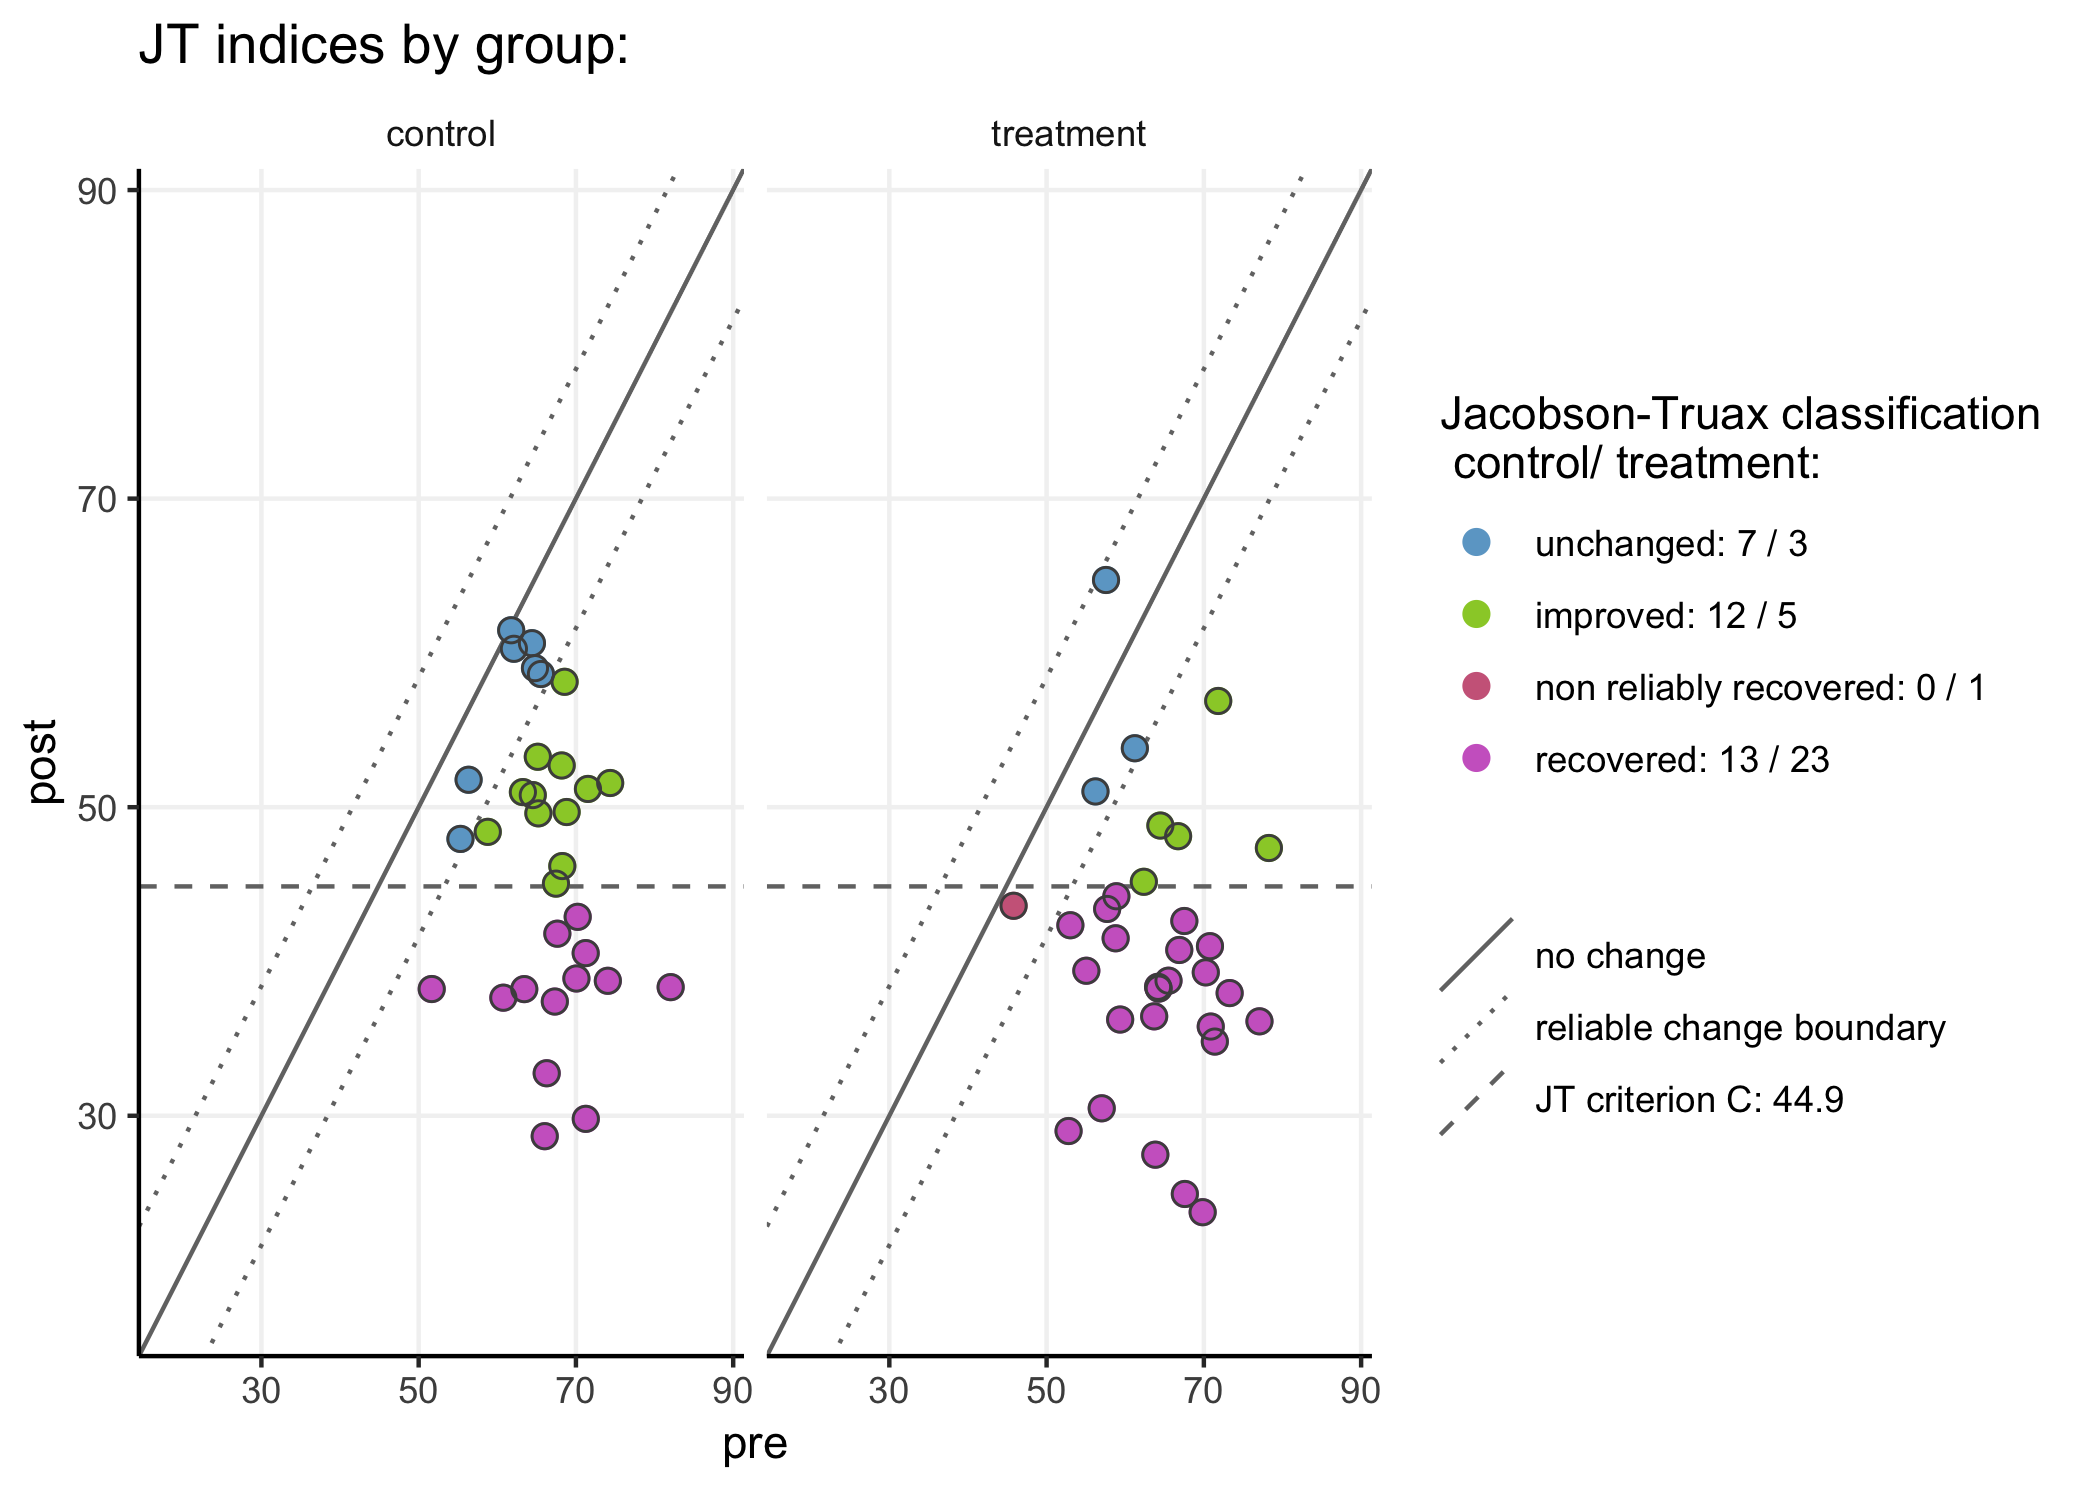 JT indices by group:
control
treatment
90
70
50
30
post
30 50 70 90
30 50 70 90
pre
Jacobson-Truax classification
control/ treatment:
unchanged: 7 / 3
improved: 12 / 5
non reliably recovered: 0 / 1
recovered: 13 / 23
no change
reliable change boundary
JT criterion C: 44.9